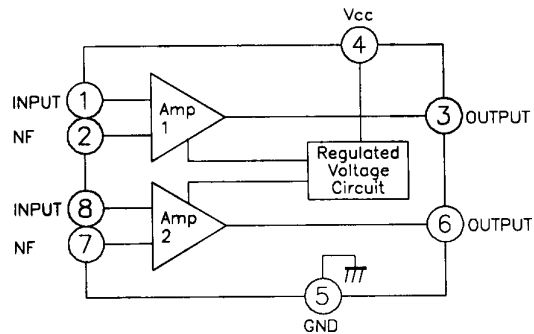 Vcc
4
INPUT 1
Amp 1
3 OUTPUT
NF 2
Regulated
Voltage
Circuit
INPUT 8
Amp 2
6 OUTPUT
NF 7
5
GND